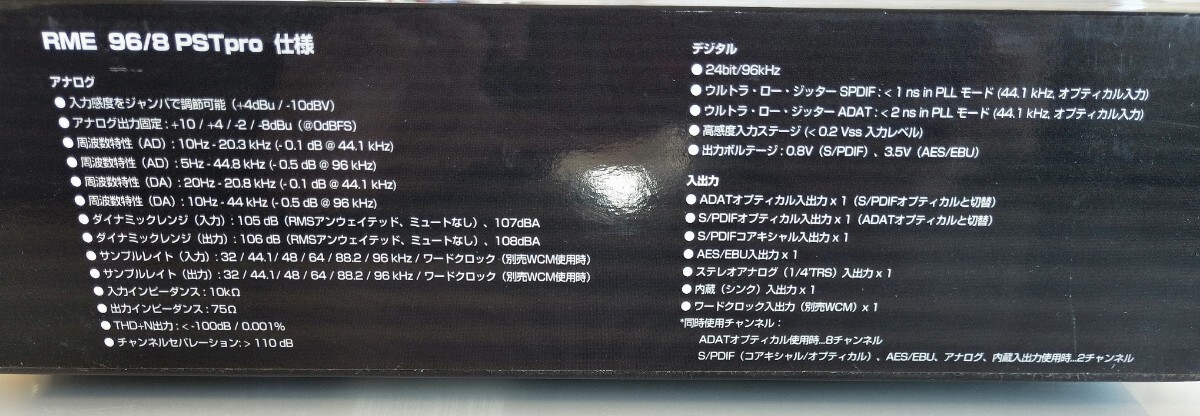 RME 96/8 PSTpro 仕様
アナログ
●入力感度をジャンパで調節可能（+4dBu / -10dBV）
●アナログ出力固定：+10 / +4 / -2 / -8dBu（@0dBFS）
●周波数特性（AD）：10Hz - 20.3 kHz (- 0.1 dB @ 44.1 kHz)
●周波数特性（AD）：5Hz - 44.8 kHz (- 0.5 dB @ 96 kHz)
●周波数特性（DA）：20Hz - 20.8 kHz (- 0.1 dB @ 44.1kHz)
●周波数特性（DA）：10Hz - 44 kHz (- 0.5 dB @ 96 kHz)
●ダイナミックレンジ（入力）：105 dB（RMSアンウェイテッド、ミュートなし）、107dBA
●ダイナミックレンジ（出力）：106 dB（RMSアンウェイテッド、ミュートなし）、108dBA
●サンプルレイト（入力）：32 / 44.1/ 48 / 64 / 88.2 / 96 kHz / ワードクロック（別売WCM使用時）
●サンプルレイト（出力）：32 / 44.1/ 48 / 64 / 88.2 / 96 kHz / ワードクロック（別売WCM使用時）
●入力インピーダンス：10kΩ
●出力インピーダンス：75Ω
●THD+N出力：< -100dB / 0.001%
●チャンネルセパレーション：> 110 dB
デジタル
●24bit/96kHz
●ウルトラ・ロー・ジッター SPDIF：< 1 ns in PLL モード (44.1 kHz, オプティカル入力)
●ウルトラ・ロー・ジッター ADAT：< 2 ns in PLL モード (44.1 kHz, オプティカル入力)
●高感度入力ステージ (< 0.2 Vss 入力レベル)
●出力ボルテージ：0.8V（S/PDIF）、3.5V（AES/EBU）
入出力
●ADATオプティカル入出力 x 1（S/PDIFオプティカルと切替）
●S/PDIFオプティカル入出力 x 1（ADATオプティカルと切替）
●S/PDIFコアキシャル入出力 x 1
●AES/EBU入出力 x 1
●ステレオアナログ（1/4"TRS）入出力 x 1
●内蔵（シンク）入出力 x 1
●ワードクロック入出力（別売WCM）x 1
*同時使用チャンネル：
ADATオプティカル使用時...8チャンネル
S/PDIF（コアキシャル/オプティカル）、AES/EBU、アナログ、内蔵入出力使用時...2チャンネル